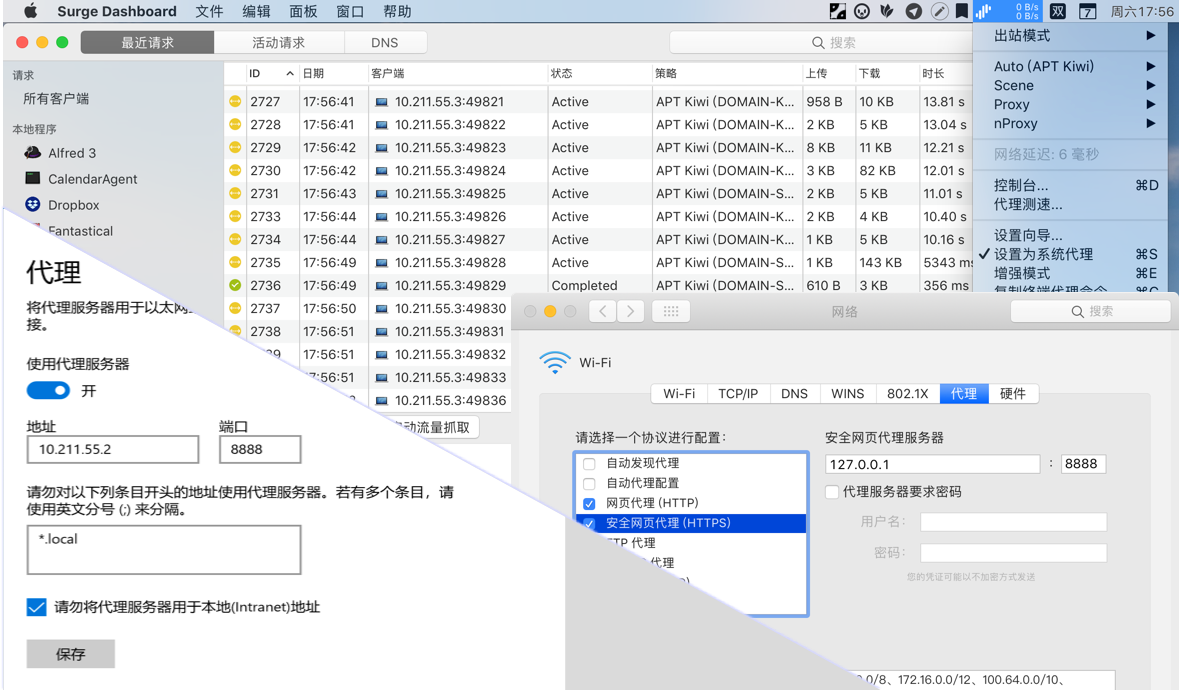 Surge Dashboard 文件 编辑 面板 窗口 帮助
0 B/s
0 B/s
双 7 周六17:56
最近请求 活动请求 DNS 搜索
请求
所有客户端
本地程序
Alfred 3
CalendarAgent
Dropbox
Fantastical
ID 日期 客户端 状态 策略 上传 下载 时长
2727 17:56:41 10.211.55.3:49821 Active APT Kiwi (DOMAIN-K... 958 B 10 KB 13.81 s
2728 17:56:41 10.211.55.3:49822 Active APT Kiwi (DOMAIN-K... 2 KB 5 KB 13.04 s
2729 17:56:42 10.211.55.3:49823 Active APT Kiwi (DOMAIN-K... 8 KB 11 KB 12.21 s
2730 17:56:42 10.211.55.3:49824 Active APT Kiwi (DOMAIN-K... 3 KB 82 KB 12.01 s
2731 17:56:43 10.211.55.3:49825 Active APT Kiwi (DOMAIN-S... 2 KB 5 KB 11.01 s
2733 17:56:44 10.211.55.3:49826 Active APT Kiwi (DOMAIN-K... 2 KB 4 KB 10.40 s
2734 17:56:44 10.211.55.3:49827 Active APT Kiwi (DOMAIN-K... 1 KB 5 KB 10.16 s
2735 17:56:49 10.211.55.3:49828 Active APT Kiwi (DOMAIN-S... 1 KB 143 KB 5343 ms
2736 17:56:49 10.211.55.3:49829 Completed APT Kiwi (DOMAIN-S... 610 B 3 KB 356 ms
2737 17:56:50 10.211.55.3:49830
2738 17:56:51 10.211.55.3:49831
17:56:51 10.211.55.3:49832
10.211.55.3:49833
10.211.55.3:49836
动流量抓取
出站模式
Auto (APT Kiwi)
Scene
Proxy
nProxy
网络延迟: 6 毫秒
控制台... ⌘D
代理测速...
设置向导...
✓ 设置为系统代理 ⌘S
增强模式 ⌘E
复制终端代理命令 ⌘C
代理
将代理服务器用于以太网
接。
使用代理服务器
开
地址 端口
10.211.55.2 8888
请勿对以下列条目开头的地址使用代理服务器。若有多个条目，请
使用英文分号 (;) 来分隔。
*.local
请勿将代理服务器用于本地(Intranet)地址
保存
网络 搜索
Wi-Fi
Wi-Fi TCP/IP DNS WINS 802.1X 代理 硬件
请选择一个协议进行配置：
自动发现代理
自动代理配置
网页代理 (HTTP)
安全网页代理 (HTTPS)
TP 代理
代理
安全网页代理服务器
127.0.0.1 : 8888
代理服务器要求密码
用户名：
密码：
您的凭证可能以不加密方式发送
0.0/8、172.16.0.0/12、100.64.0.0/10、